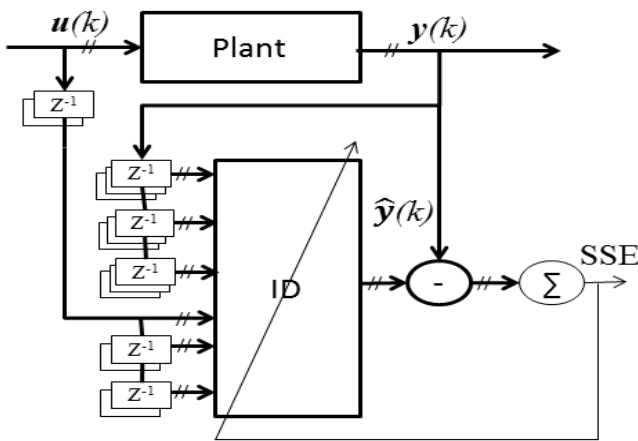 u(k)
Plant
y(k)
z⁻¹
z⁻¹
z⁻¹
z⁻¹
ŷ(k)
ID
-
Σ
SSE
z⁻¹
z⁻¹